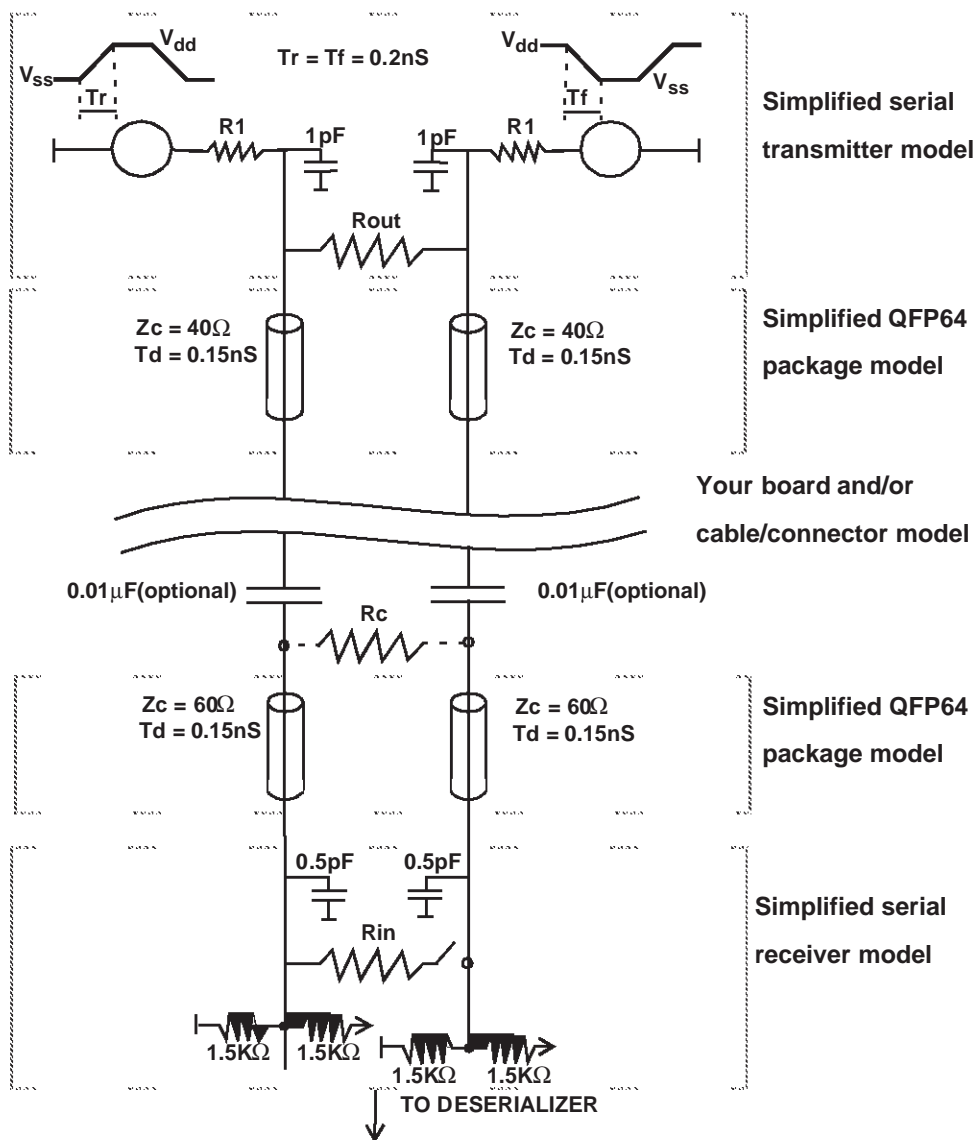 Vdd
Vss
Tr
Tr = Tf = 0.2nS
Vdd
Vss
Tf
R1
1pF
1pF
R1
Simplified serial
transmitter model
Rout
Zc = 40Ω
Td = 0.15nS
Zc = 40Ω
Td = 0.15nS
Simplified QFP64
package model
Your board and/or
cable/connector model
0.01μF(optional)
0.01μF(optional)
Rc
Zc = 60Ω
Td = 0.15nS
Zc = 60Ω
Td = 0.15nS
Simplified QFP64
package model
0.5pF
0.5pF
Rin
Simplified serial
receiver model
1.5KΩ
1.5KΩ
1.5KΩ
1.5KΩ
TO DESERIALIZER